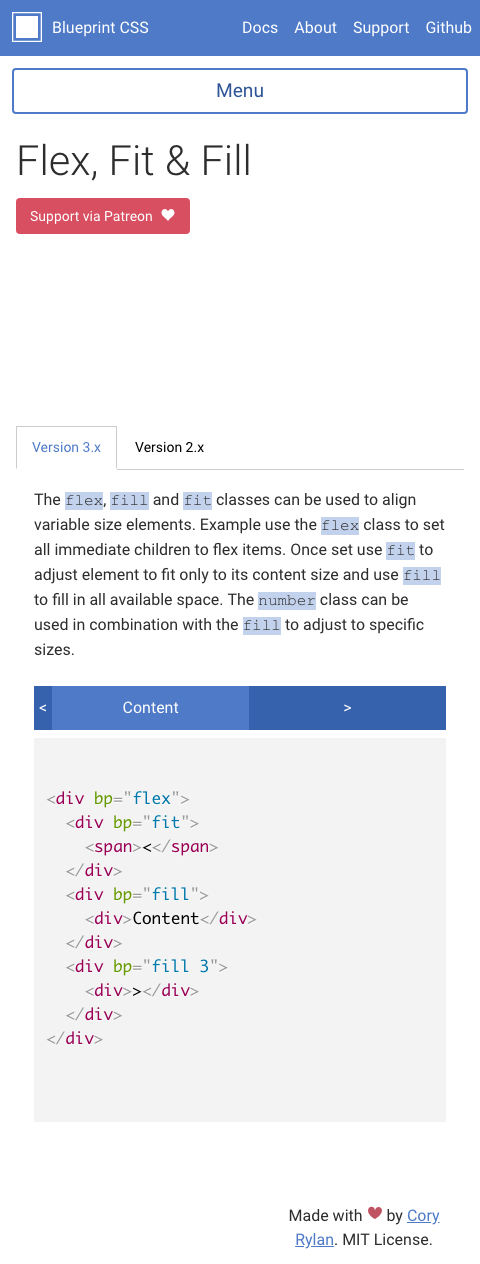 Blueprint CSS Docs About Support Github
Menu
Flex, Fit & Fill
Support via Patreon
Version 3.x Version 2.x
The flex, fill and fit classes can be used to align
variable size elements. Example use the flex class to set
all immediate children to flex items. Once set use fit to
adjust element to fit only to its content size and use fill
to fill in all available space. The number class can be
used in combination with the fill to adjust to specific
sizes.
< Content >
<div bp="flex">
  <div bp="fit">
    <span><</span>
  </div>
  <div bp="fill">
    <div>Content</div>
  </div>
  <div bp="fill 3">
    <div>></div>
  </div>
</div>
Made with ♥ by Cory
Rylan. MIT License.